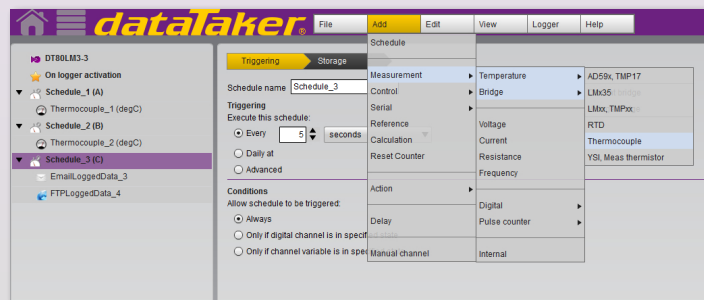 dataTaker®
File Add Edit View Logger Help
DT80LM3-3
On logger activation
Schedule_1 (A)
Thermocouple_1 (degC)
Schedule_2 (B)
Thermocouple_2 (degC)
Schedule_3 (C)
EmailLoggedData_3
FTPLoggedData_4
Triggering Storage
Schedule name Schedule_3
Triggering
Execute this schedule:
Every 5 seconds
Daily at
Advanced
Conditions
Allow schedule to be triggered:
Always
Only if digital channel is in specified state
Only if channel variable is in spec
Schedule
Measurement
Control
Serial
Reference
Calculation
Reset Counter
Action
Delay
Manual channel
Temperature
Bridge
Voltage
Current
Resistance
Frequency
Digital
Pulse counter
Internal
AD59x, TMP17
LMx35
LMxx, TMPxx
RTD
Thermocouple
YSI, Meas thermistor